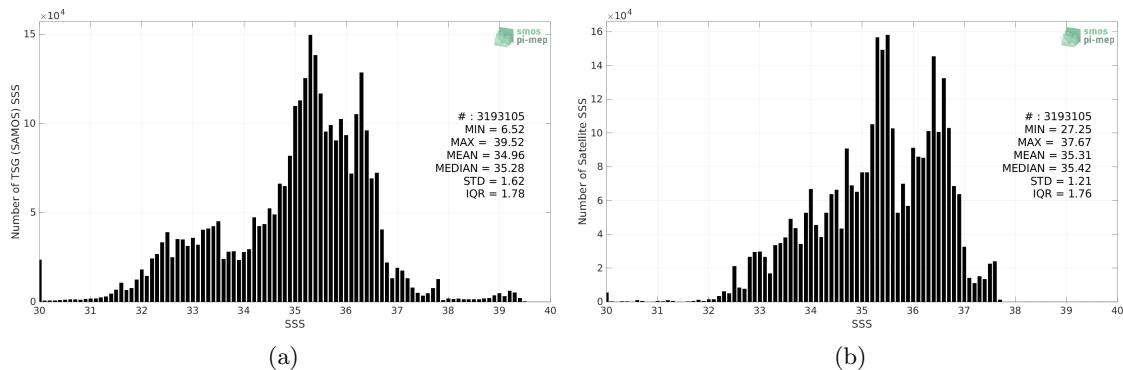 ×10⁴
15
10
5
0
Number of TSG (SAMOS) SSS
smos
pi-mep
# : 3193105
MIN = 6.52
MAX = 39.52
MEAN = 34.96
MEDIAN = 35.28
STD = 1.62
IQR = 1.78
30 31 32 33 34 35 36 37 38 39 40
SSS
(a)
×10⁴
16
14
12
10
8
6
4
2
0
Number of Satellite SSS
smos
pi-mep
# : 3193105
MIN = 27.25
MAX = 37.67
MEAN = 35.31
MEDIAN = 35.42
STD = 1.21
IQR = 1.76
30 31 32 33 34 35 36 37 38 39 40
SSS
(b)